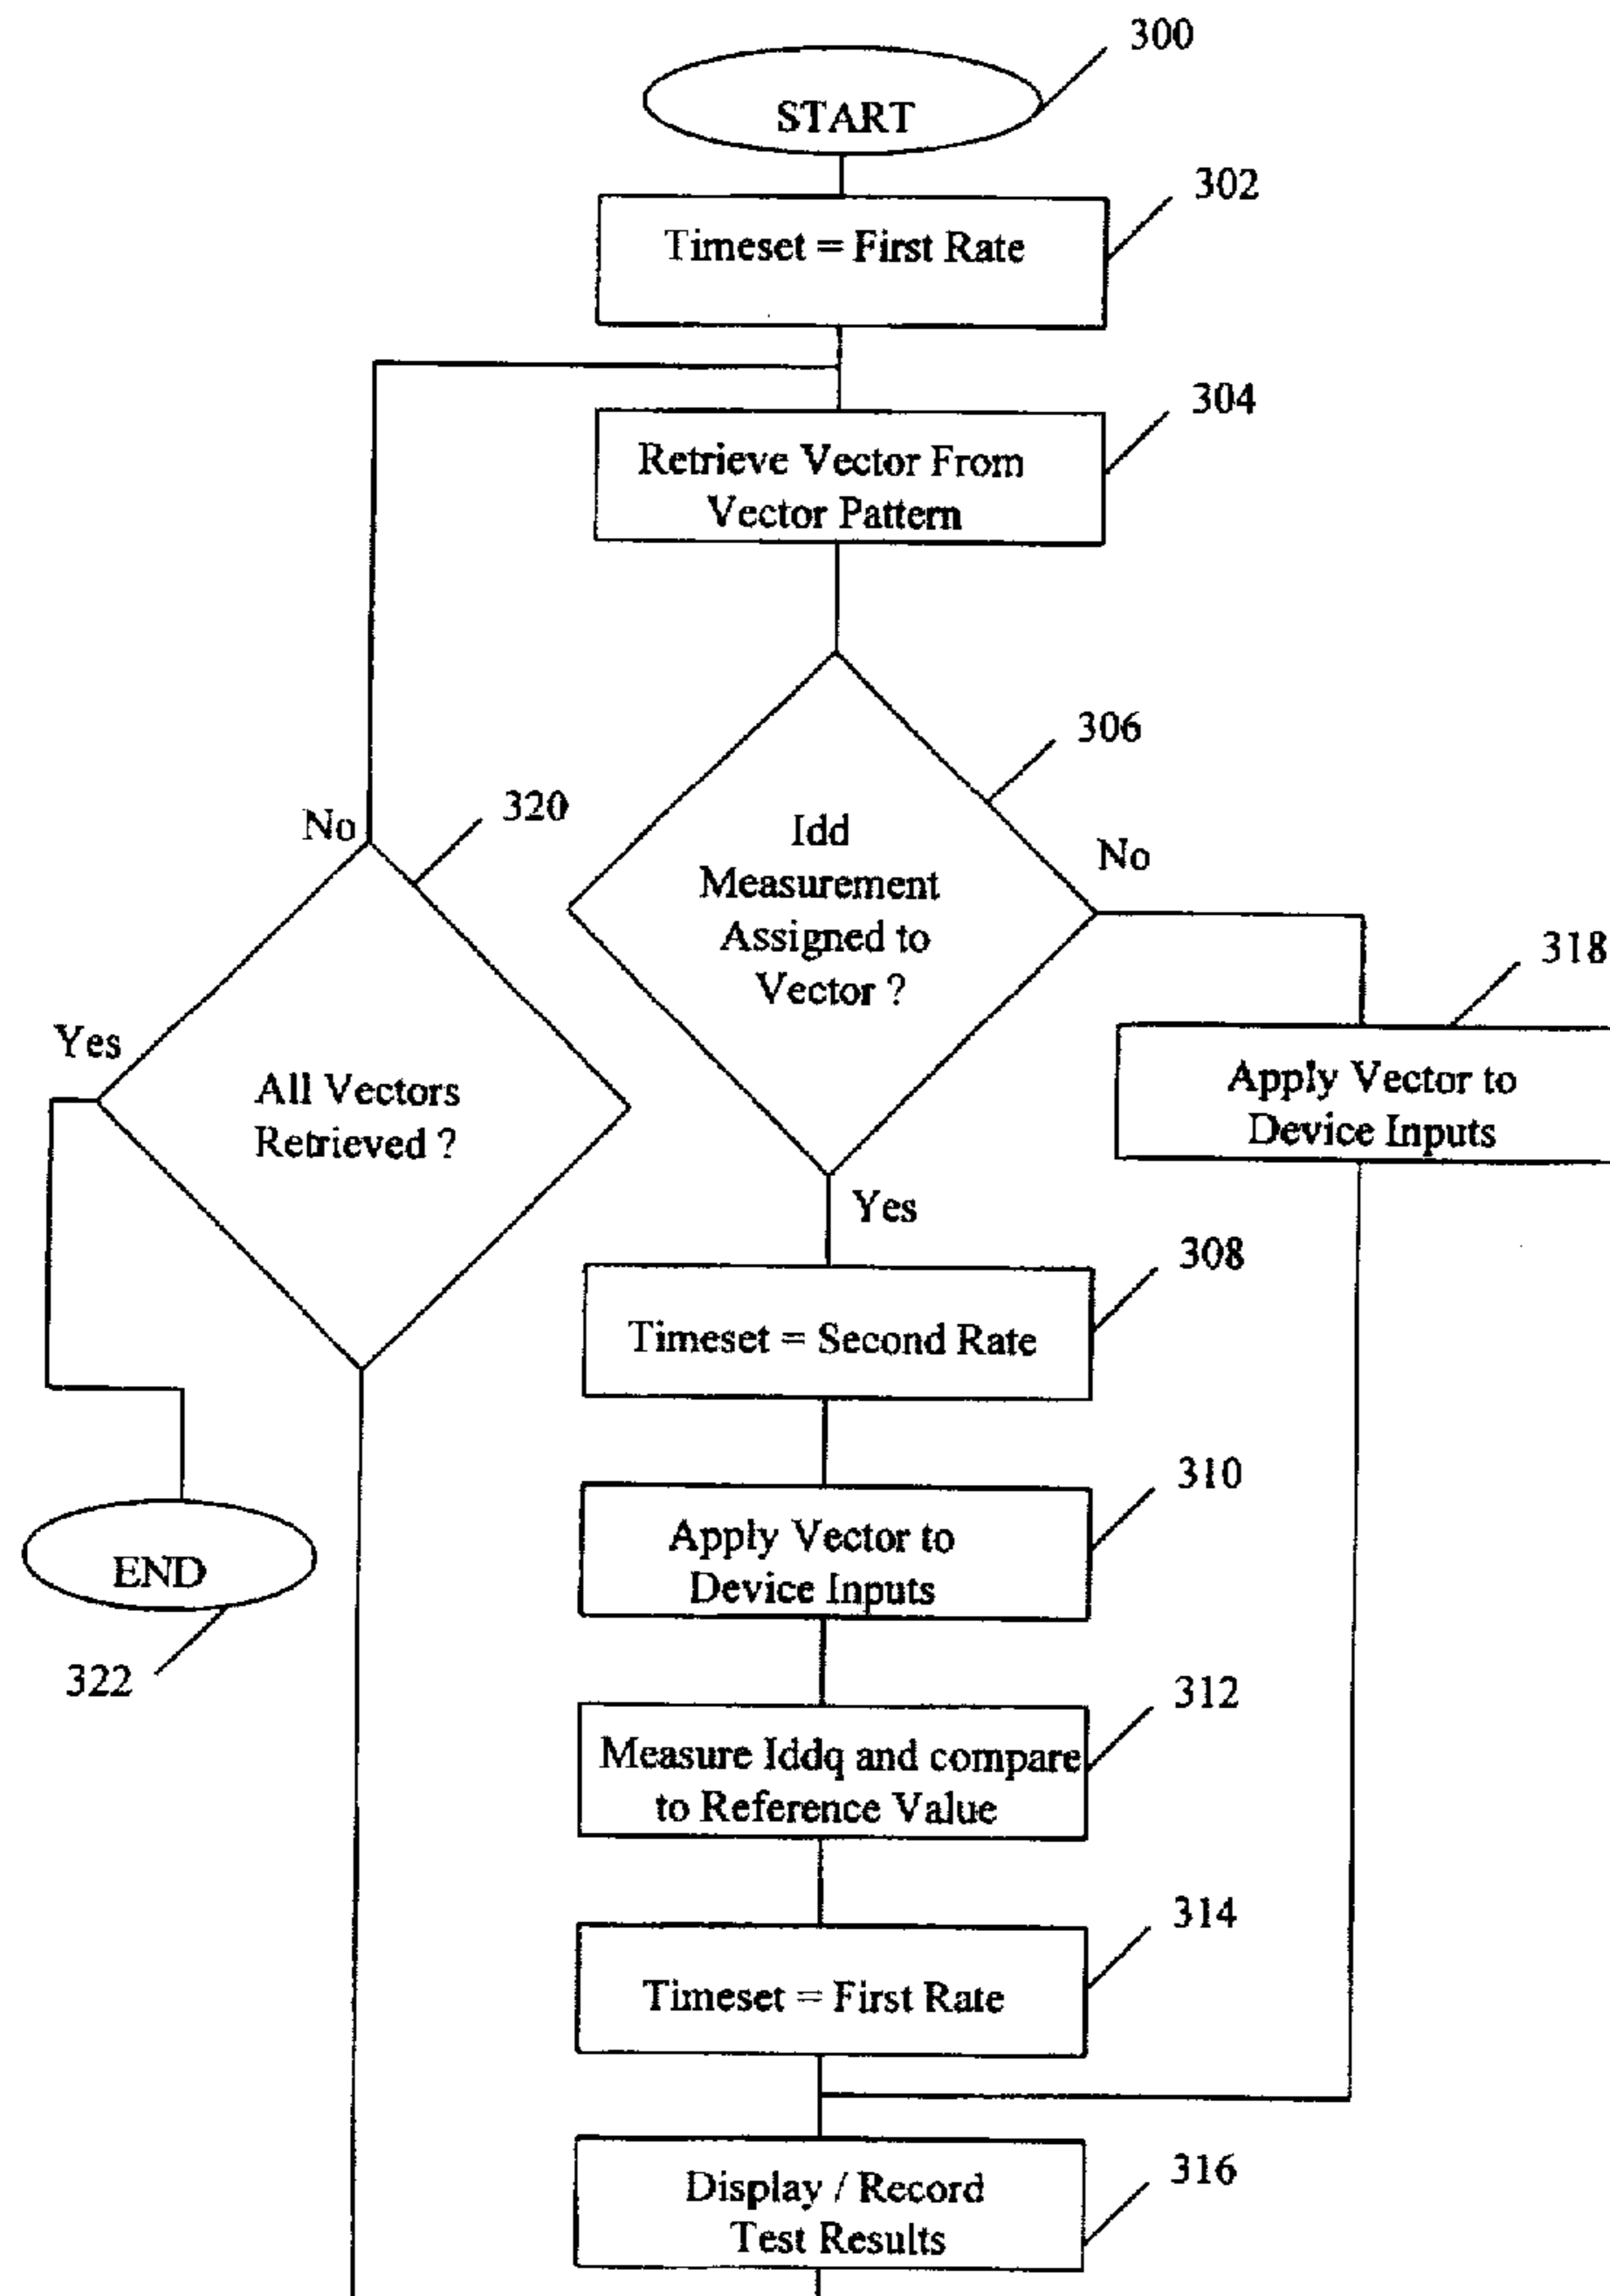 300
START
302
Timeset = First Rate
304
Retrieve Vector From
Vector Pattern
306
Idd
Measurement
Assigned to
Vector ?
No
318
Apply Vector to
Device Inputs
No
320
Yes
All Vectors
Retrieved ?
END
322
Yes
308
Timeset = Second Rate
310
Apply Vector to
Device Inputs
312
Measure Iddq and compare
to Reference Value
314
Timeset = First Rate
316
Display / Record
Test Results